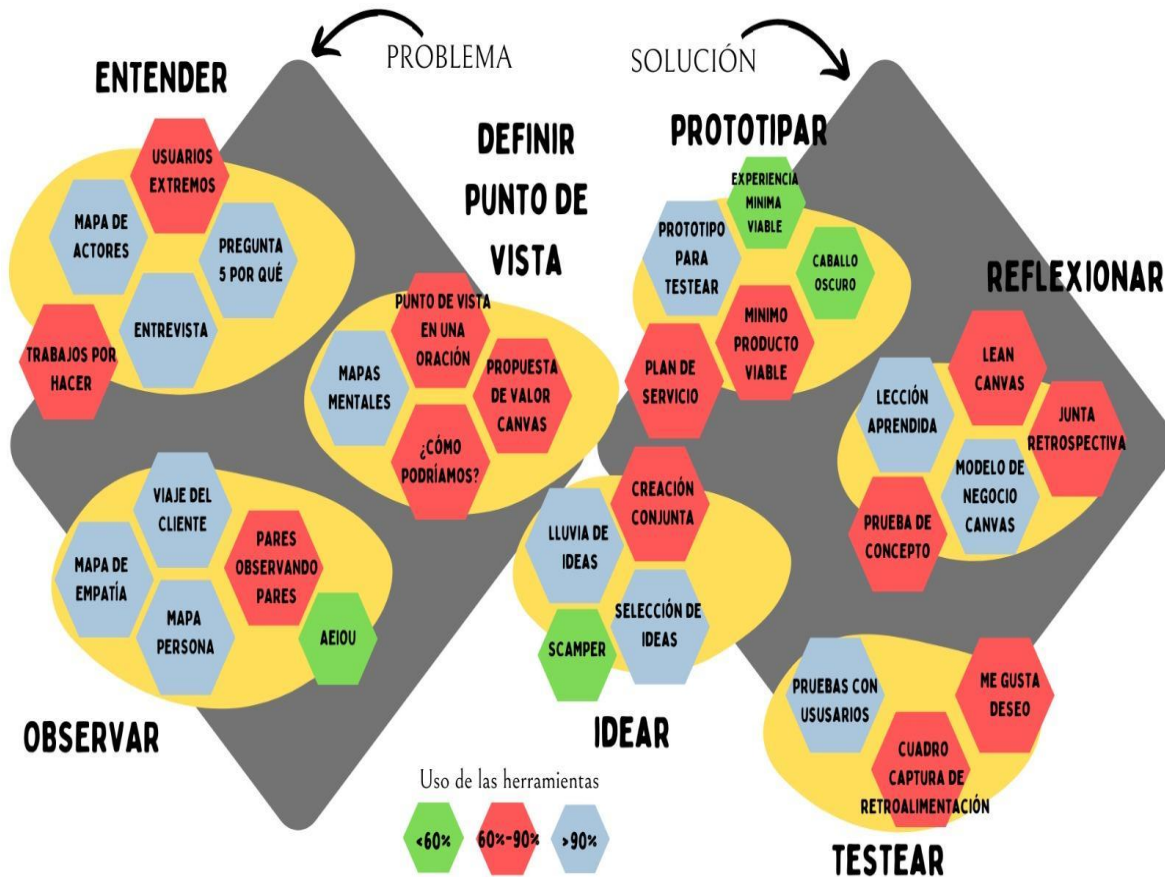 PROBLEMA
SOLUCIÓN
ENTENDER
USUARIOS
EXTREMOS
MAPA DE
ACTORES
PREGUNTA
5 POR QUÉ
ENTREVISTA
TRABAJOS POR
HACER
DEFINIR
PUNTO DE
VISTA
PUNTO DE VISTA
EN UNA
ORACIÓN
MAPAS
MENTALES
PROPUESTA
DE VALOR
CANVAS
¿CÓMO
PODRÍAMOS?
VIAJE DEL
CLIENTE
MAPA DE
EMPATÍA
PARES
OBSERVANDO
PARES
MAPA
PERSONA
AEIOU
OBSERVAR
PROTOTIPAR
EXPERIENCIA
MINIMA
VIABLE
PROTOTIPO
PARA
TESTEAR
CABALLO
OSCURO
MINIMO
PRODUCTO
VIABLE
PLAN DE
SERVICIO
REFLEXIONAR
LEAN
CANVAS
LECCIÓN
APRENDIDA
JUNTA
RETROSPECTIVA
MODELO DE
NEGOCIO
CANVAS
PRUEBA DE
CONCEPTO
CREACIÓN
CONJUNTA
LLUVIA DE
IDEAS
SELECCIÓN DE
IDEAS
SCAMPER
IDEAR
PRUEBAS CON
USUSARIOS
ME GUSTA
DESEO
CUADRO
CAPTURA DE
RETROALIMENTACIÓN
TESTEAR
Uso de las herramientas
<60%
60%-90%
>90%